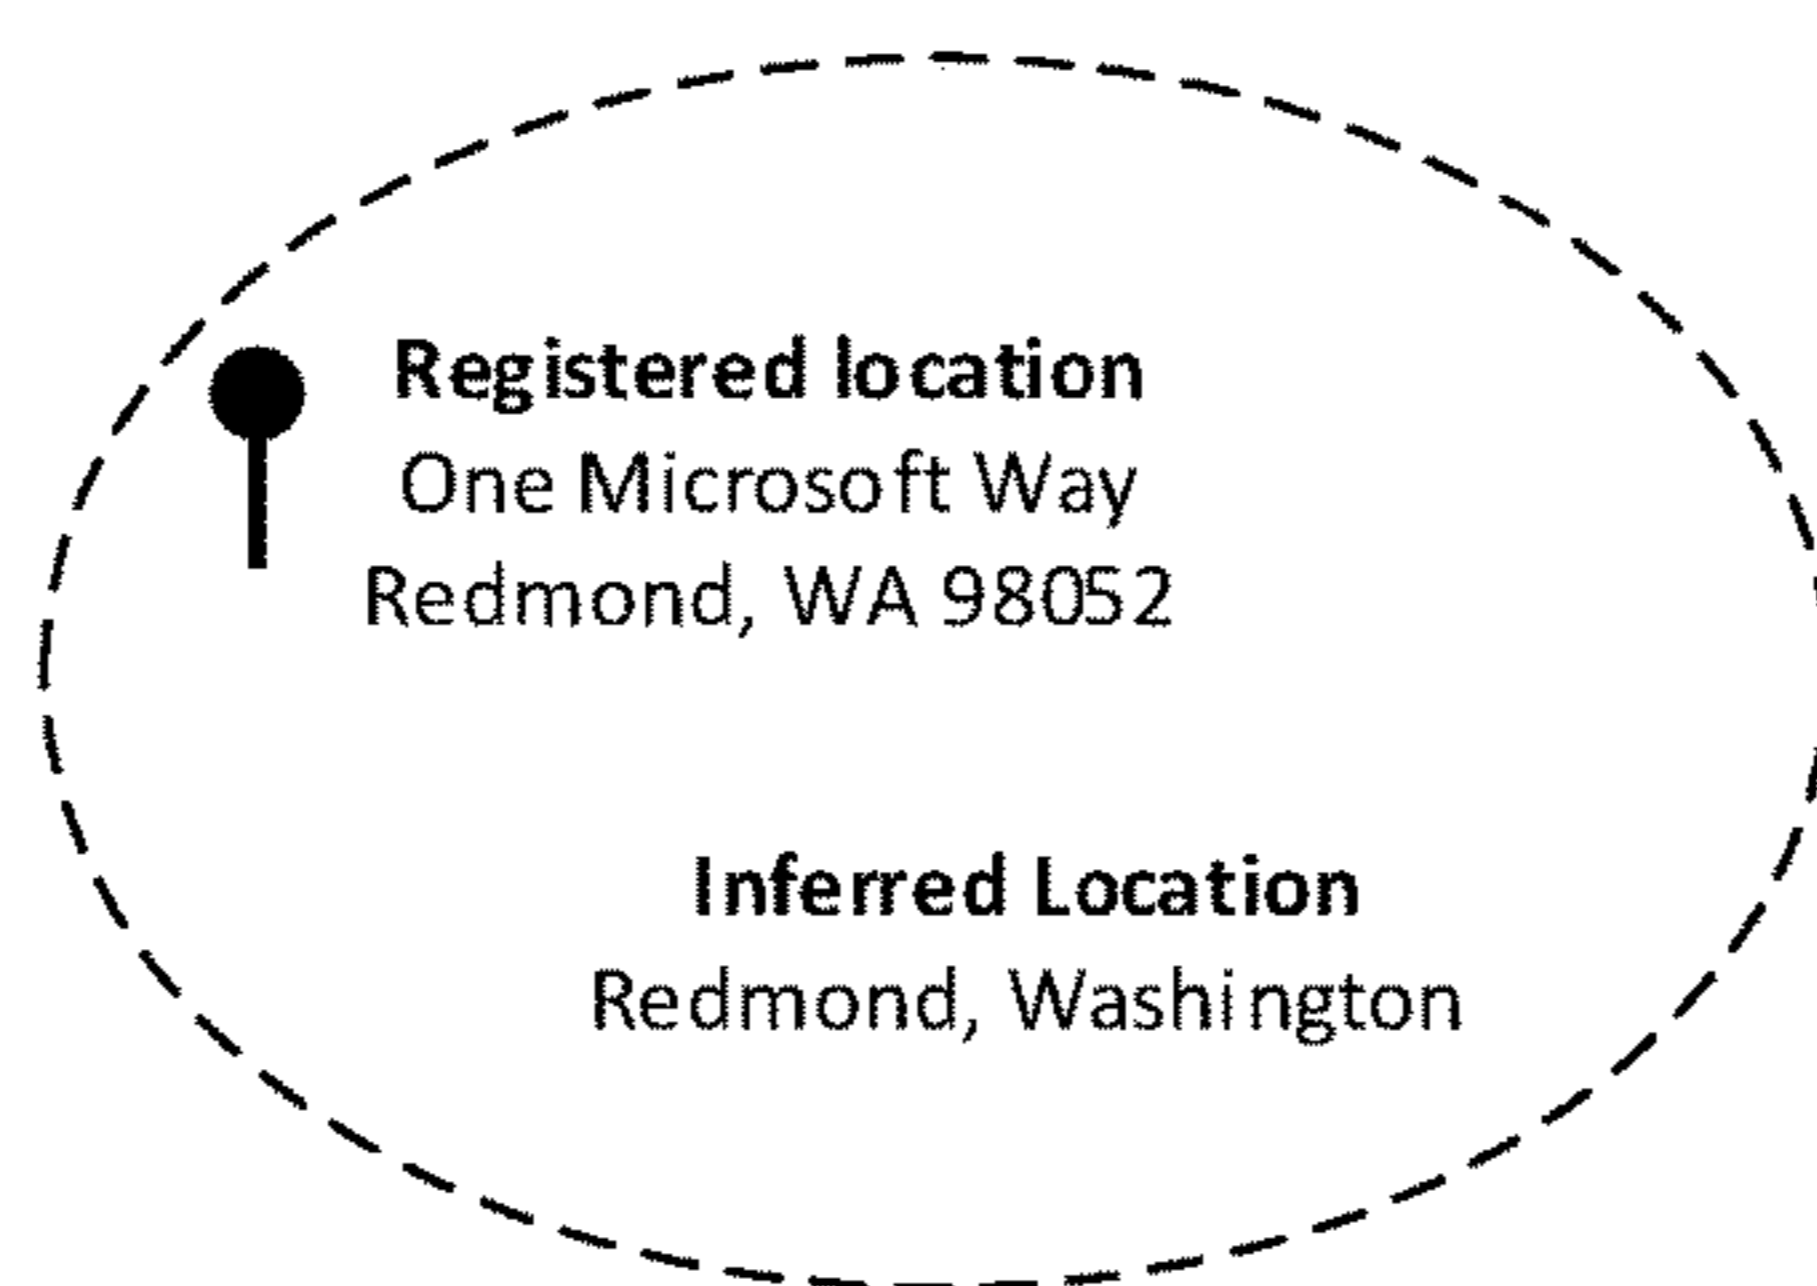 Registered location
One Microsoft Way
Redmond, WA 98052
Inferred Location
Redmond, Washington